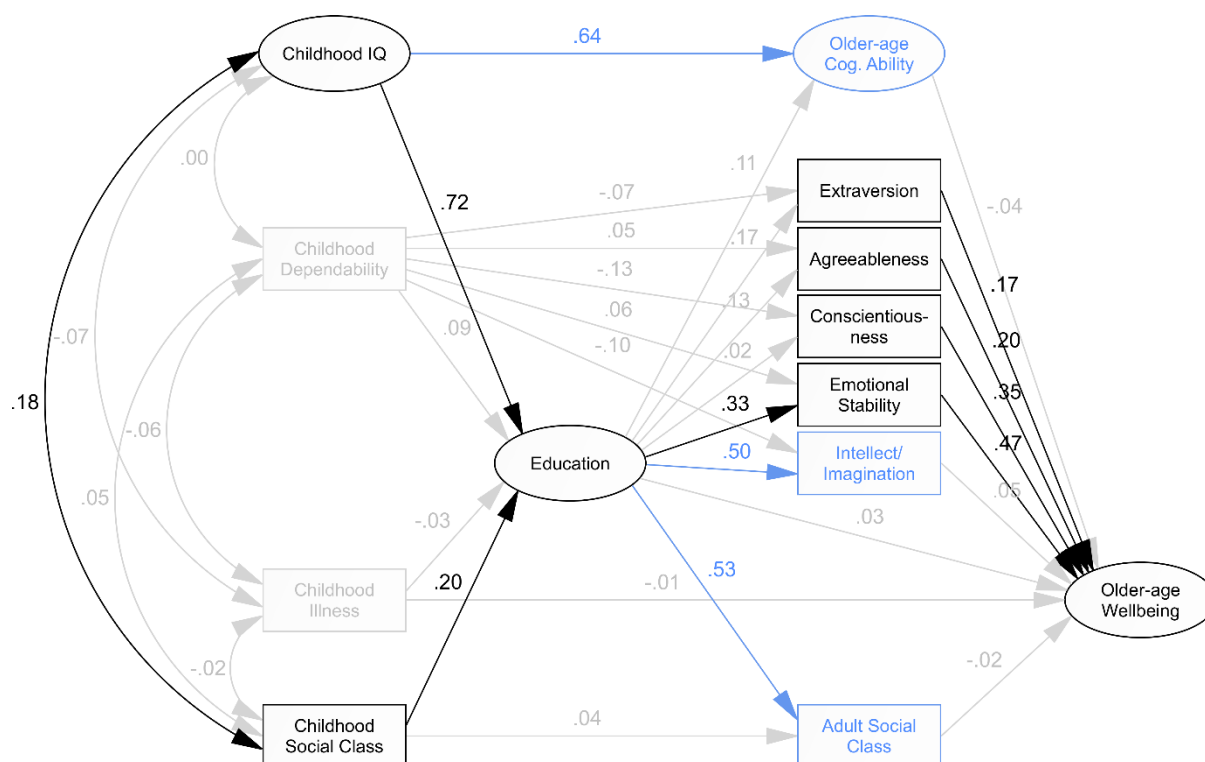 .64
Childhood IQ
Older-age
Cog. Ability
.00
.11
.72
-.07
Extraversion
-.04
.05
.17
Childhood
Dependability
Agreeableness
-.13
.17
.06
.13
Conscientious-
ness
-.07
.09
-.10
.02
.20
.18
Emotional
Stability
.35
.33
-.06
.47
.50
Intellect/
Imagination
Education
.05
.05
.03
-.03
.53
Childhood
Illness
.20
-.01
Older-age
Wellbeing
-.02
-.02
.04
Childhood
Social Class
Adult Social
Class